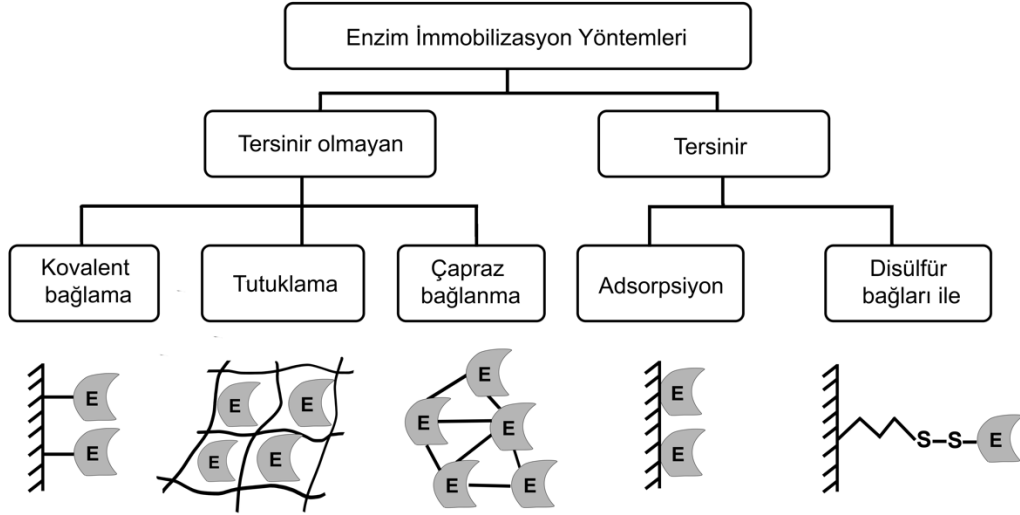 Enzim İmmobilizasyon Yöntemleri
Tersinir olmayan
Tersinir
Kovalent
bağlama
Tutuklama
Çapraz
bağlanma
Adsorpsiyon
Disülfür
bağları ile
E
E
E
E
E
E
E
E
E
E
E
E
E
S–S
E